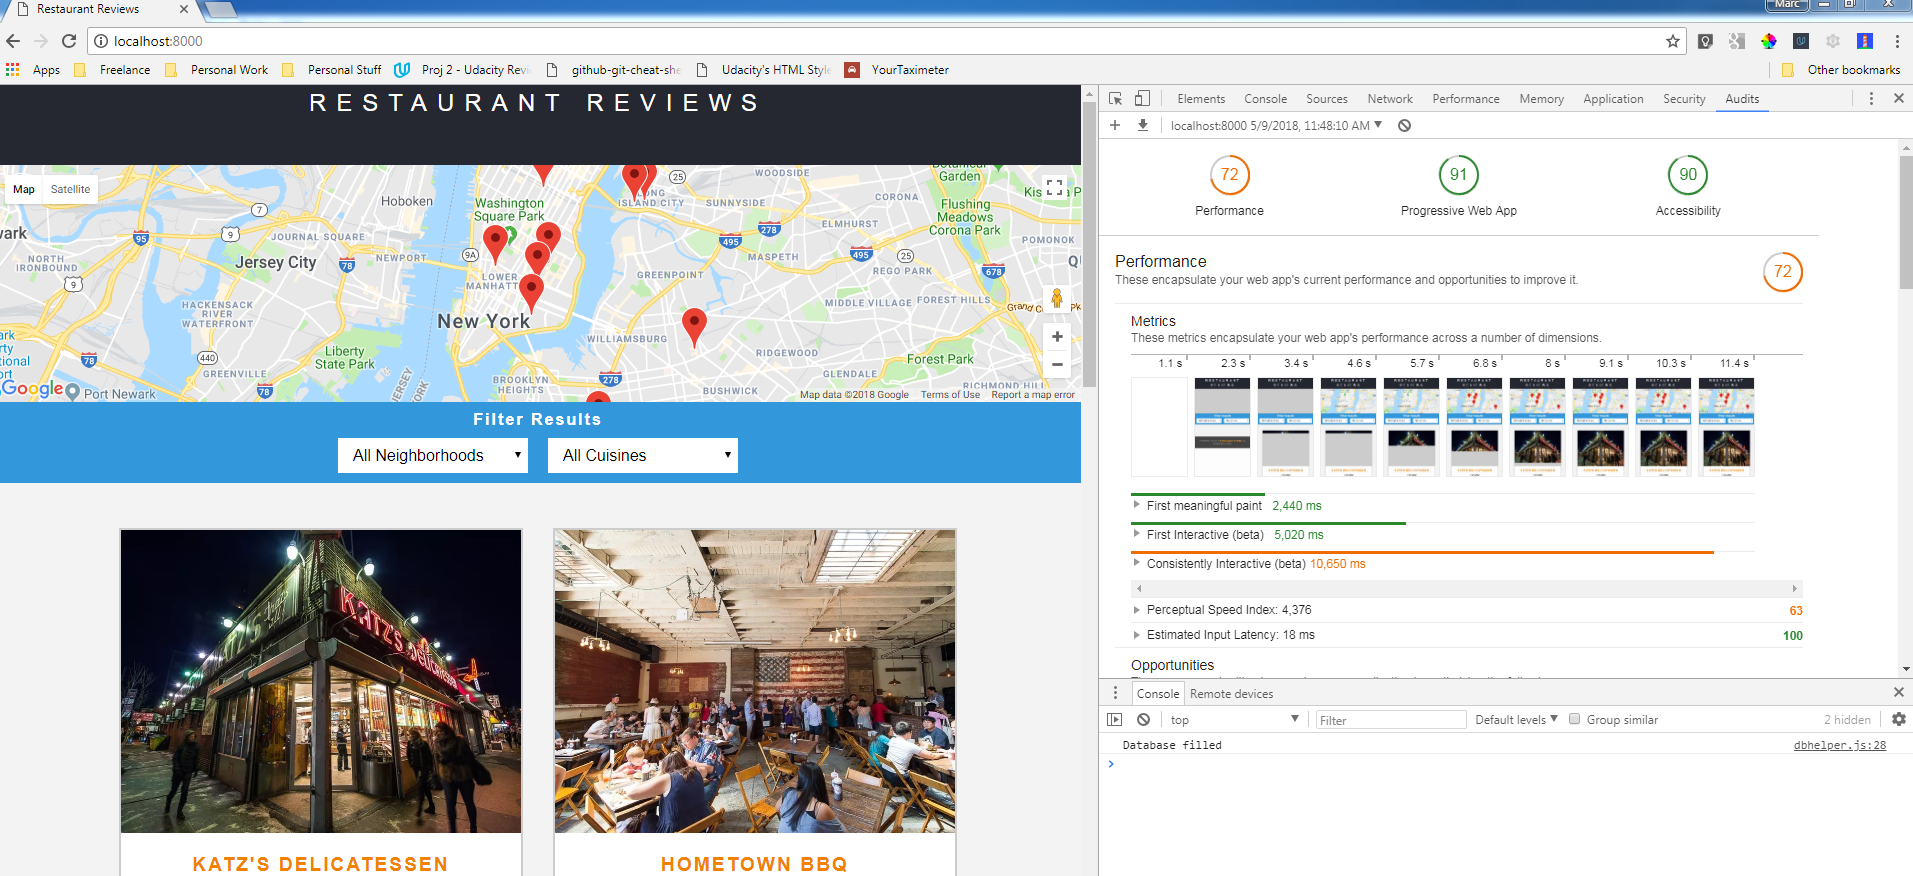 Restaurant Reviews
Marc
localhost:8000
Apps Freelance Personal Work Personal Stuff Proj 2 - Udacity Revi github-git-cheat-she Udacity's HTML Style YourTaximeter Other bookmarks
RESTAURANT REVIEWS
Map Satellite
Hoboken
Washington Square Park
LONG ISLAND CITY
SUNNYSIDE
WOODSIDE
CORONA
Garden
Flushing Meadows Corona Park
Kis
ELMHURST
POMONOK
JOURNAL SQUARE
Jersey City
NEWPORT
LOWER MANHATT
NORTH IRONBOUND
MASPETH
REGO PARK
GREENPOINT
HACKENSACK RIVER WATERFRONT
MIDDLE VILLAGE
FOREST HILLS
New York
WILLIAMSBURG
RIDGEWOOD
Liberty State Park
GREENVILLE
Forest Park
GLENDALE
BROOKLYN HEIGHTS
BUSHWICK
RICHMOND HILL
Port Newark
Google
Map data ©2018 Google Terms of Use Report a map error
Filter Results
All Neighborhoods All Cuisines
KATZ'S DELICATESSEN
HOMETOWN BBQ
Elements Console Sources Network Performance Memory Application Security Audits
localhost:8000 5/9/2018, 11:48:10 AM
72 91 90
Performance Progressive Web App Accessibility
Performance
These encapsulate your web app's current performance and opportunities to improve it.
72
Metrics
These metrics encapsulate your web app's performance across a number of dimensions.
1.1 s 2.3 s 3.4 s 4.6 s 5.7 s 6.8 s 8 s 9.1 s 10.3 s 11.4 s
First meaningful paint 2,440 ms
First Interactive (beta) 5,020 ms
Consistently Interactive (beta) 10,650 ms
Perceptual Speed Index: 4,376 63
Estimated Input Latency: 18 ms 100
Opportunities
Console Remote devices
top Filter Default levels Group similar 2 hidden
Database filled dbhelper.js:28